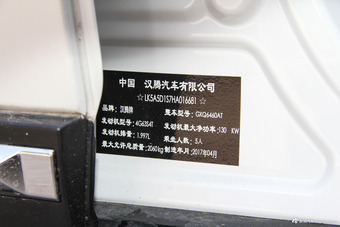 中国 汉腾汽车有限公司
☆LK5A5D1S7HA016681☆
品牌: 汉腾牌 整车型号: GXQ6460AT
发动机型号: 4G63S4T 发动机最大净功率: 130 KW
发动机排量: 1.997L 乘坐人数: 5人
最大允许总质量: 2060kg 制造年月: 2017年04月